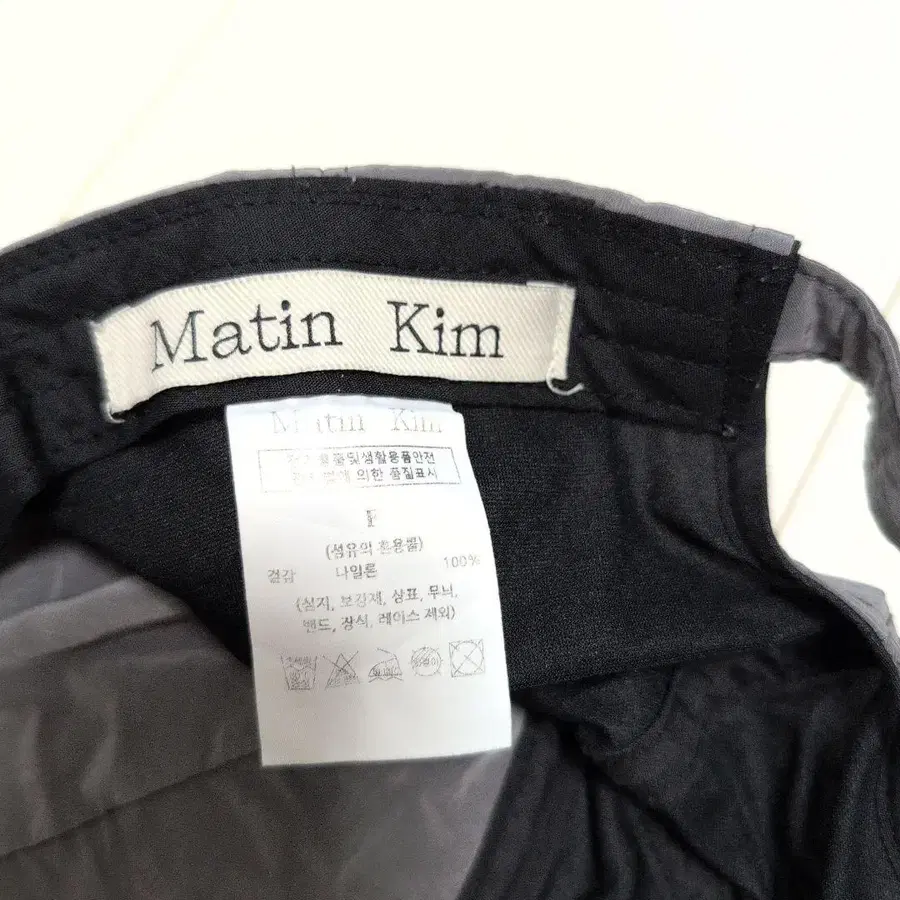 Matin Kim
Matin Kim
전기용품및생활용품안전
관리법에 의한 품질표시
F
(섬유의 혼용률)
겉감 나일론 100%
(심지, 보강재, 상표, 무늬,
밴드, 장식, 레이스 제외)